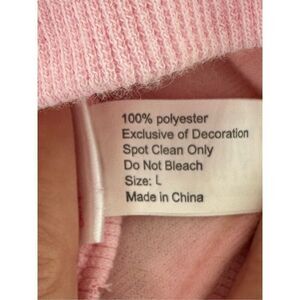 100% polyester
Exclusive of Decoration
Spot Clean Only
Do Not Bleach
Size: L
Made in China